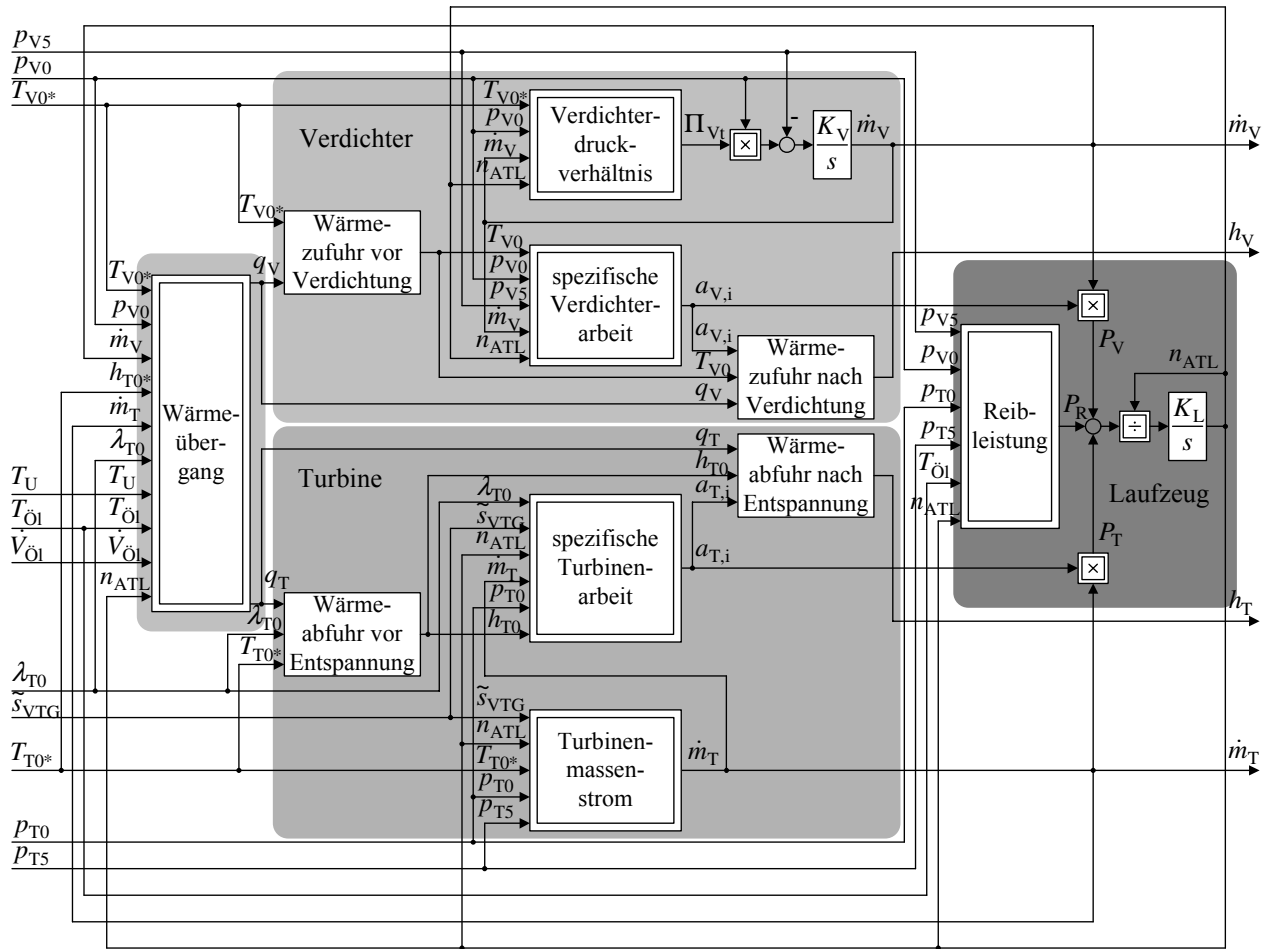 p_V5
p_V0
T_V0*
Verdichter
T_V0*
p_V0
ṁ_V
n_ATL
Verdichter-
druck-
verhältnis
Π_Vt
×
-
K_V
s
ṁ_V
ṁ_V
T_V0*
Wärme-
zufuhr vor
Verdichtung
q_V
T_V0
p_V0
p_V5
ṁ_V
n_ATL
spezifische
Verdichter-
arbeit
a_V,i
a_V,i
T_V0
q_V
Wärme-
zufuhr nach
Verdichtung
h_V
T_V0*
p_V0
ṁ_V
h_T0*
ṁ_T
λ_T0
T_U
T_U
T_Öl
T_Öl
V̇_Öl
V̇_Öl
n_ATL
Wärme-
über-
gang
p_V5
p_V0
p_T0
p_T5
T_Öl
n_ATL
Reib-
leistung
×
P_V
P_R
n_ATL
÷
K_L
s
Laufzeug
P_T
×
Turbine
q_T
h_T0
a_T,i
Wärme-
abfuhr nach
Entspannung
λ_T0
s̃_VTG
n_ATL
ṁ_T
p_T0
h_T0
spezifische
Turbinen-
arbeit
a_T,i
q_T
λ_T0
T_T0*
Wärme-
abfuhr vor
Entspannung
h_T
λ_T0
s̃_VTG
T_T0*
s̃_VTG
n_ATL
T_T0*
p_T0
p_T5
Turbinen-
massen-
strom
ṁ_T
ṁ_T
p_T0
p_T5